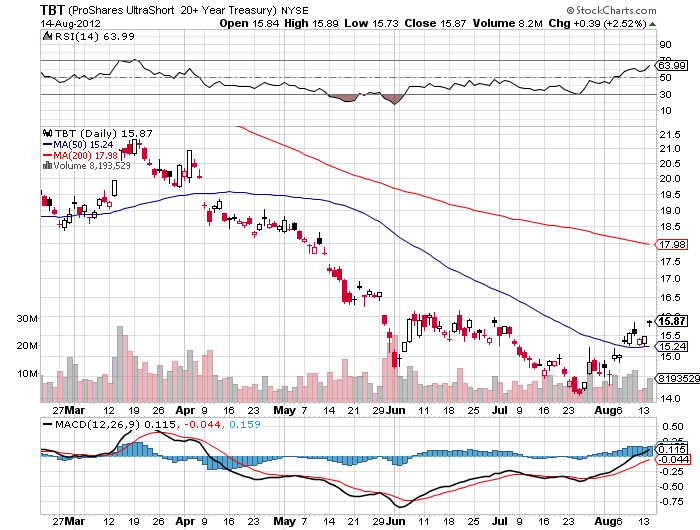 TBT (ProShares UltraShort 20+ Year Treasury) NYSE © StockCharts.com
14-Aug-2012 Open 15.84 High 15.89 Low 15.73 Close 15.87 Volume 8.2M Chg +0.39 (+2.52%)
RSI(14) 63.99
90
70
63.99
50
30
10
TBT (Daily) 15.87
MA(50) 15.24
MA(200) 17.98
Volume 8,193,529
21.5
21.0
20.5
20.0
19.5
19.0
18.5
17.98
17.5
17.0
16.5
15.87
15.5
15.24
15.0
8193529
14.0
30M
20M
10M
27 Mar 12 19 26 Apr 9 16 23 May 7 14 21 29 Jun 11 18 25 Jul 9 16 23 Aug 6 13
MACD(12,26,9) 0.115, -0.044, 0.159
0.50
0.115
-0.044
-0.25
-0.50
-0.75
27 Mar 12 19 26 Apr 9 16 23 May 7 14 21 29 Jun 11 18 25 Jul 9 16 23 Aug 6 13